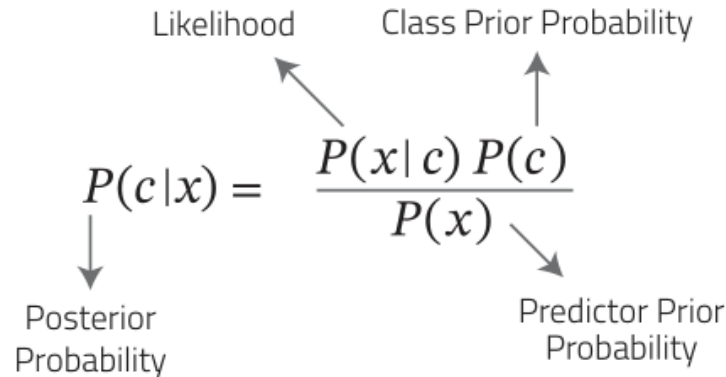 Likelihood
Class Prior Probability
P(c|x) = P(x|c) P(c)
P(x)
Posterior
Probability
Predictor Prior
Probability